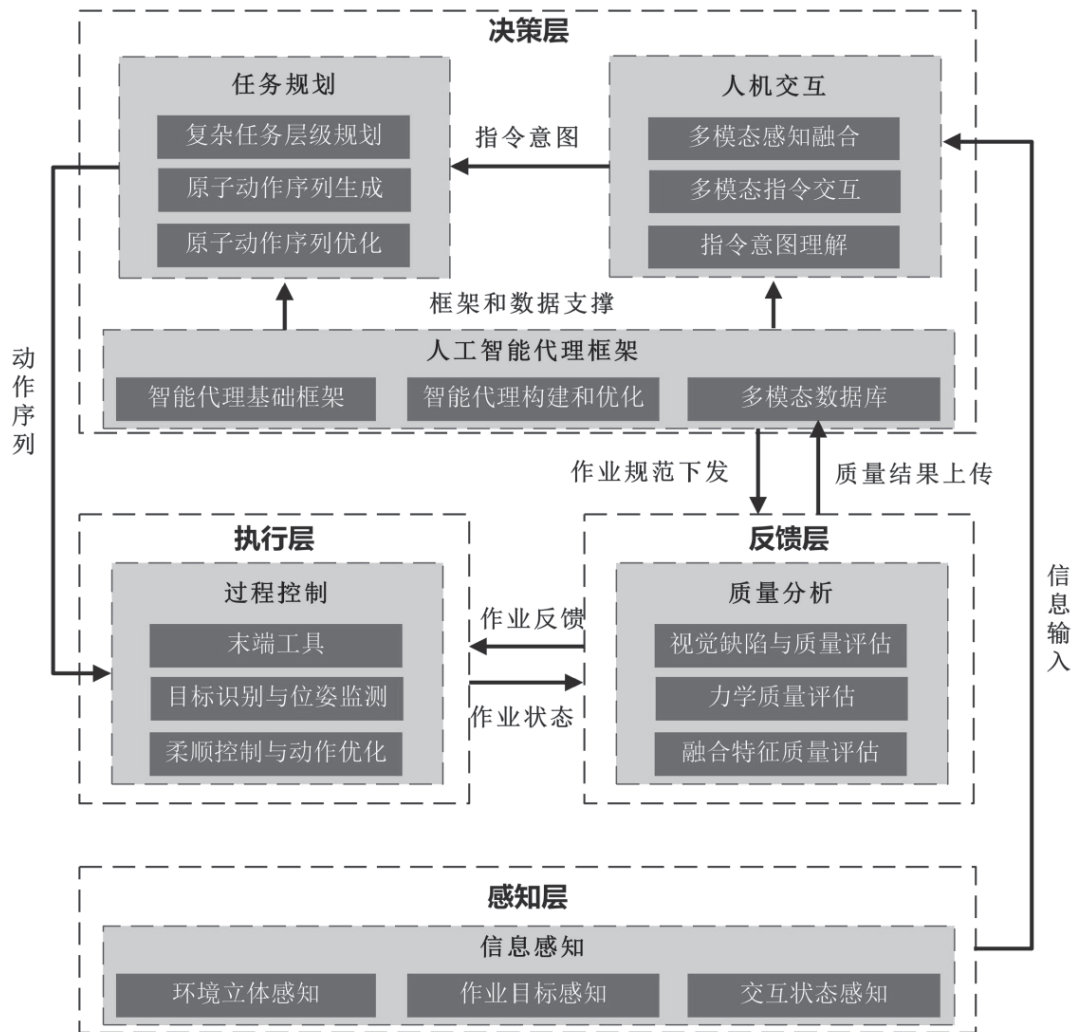 决策层
任务规划
复杂任务层级规划
原子动作序列生成
原子动作序列优化
指令意图
人机交互
多模态感知融合
多模态指令交互
指令意图理解
框架和数据支撑
人工智能代理框架
智能代理基础框架
智能代理构建和优化
多模态数据库
动作序列
作业规范下发
质量结果上传
执行层
过程控制
末端工具
目标识别与位姿监测
柔顺控制与动作优化
作业反馈
作业状态
反馈层
质量分析
视觉缺陷与质量评估
力学质量评估
融合特征质量评估
信息输入
感知层
信息感知
环境立体感知
作业目标感知
交互状态感知